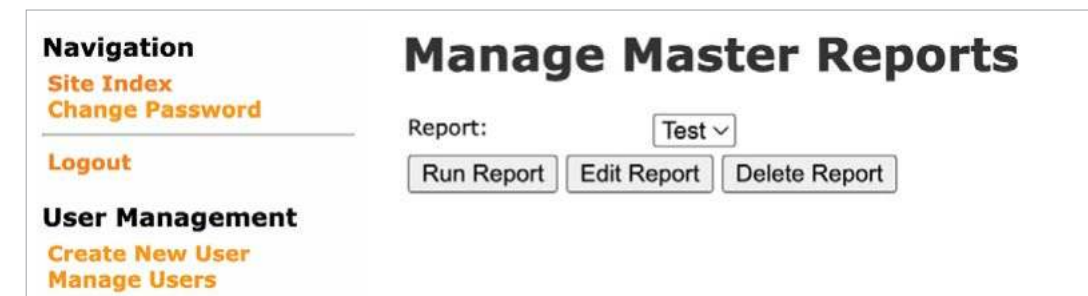 Navigation
Site Index
Change Password
Logout
User Management
Create New User
Manage Users
Manage Master Reports
Report: Test
Run Report Edit Report Delete Report